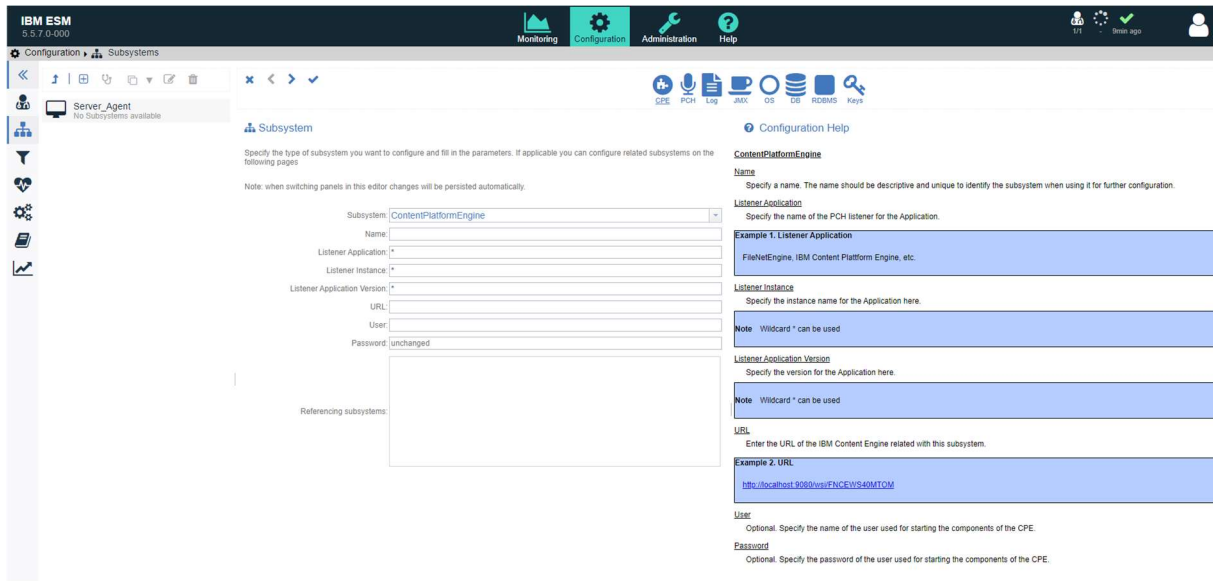 IBM ESM
5.5.7.0-000
Monitoring
Configuration
Administration
Help
1/1 - 9min ago
Configuration Subsystems
Server_Agent
No Subsystems available
CPE PCH Log JMX OS DB RDBMS Keys
Subsystem
Specify the type of subsystem you want to configure and fill in the parameters. If applicable you can configure related subsystems on the
following pages
Note: when switching panels in this editor changes will be persisted automatically.
Subsystem: ContentPlatformEngine
Name:
Listener Application: *
Listener Instance: *
Listener Application Version: *
URL:
User:
Password: unchanged
Referencing subsystems:
Configuration Help
ContentPlatformEngine
Name
Specify a name. The name should be descriptive and unique to identify the subsystem when using it for further configuration.
Listener Application
Specify the name of the PCH listener for the Application.
Example 1. Listener Application
FileNetEngine, IBM Content Plattform Engine, etc.
Listener Instance
Specify the instance name for the Application here.
Note Wildcard * can be used
Listener Application Version
Specify the version for the Application here.
Note Wildcard * can be used
URL
Enter the URL of the IBM Content Engine related with this subsystem.
Example 2. URL
http://localhost:9080/wsi/FNCEWS40MTOM
User
Optional. Specify the name of the user used for starting the components of the CPE.
Password
Optional. Specify the password of the user used for starting the components of the CPE.